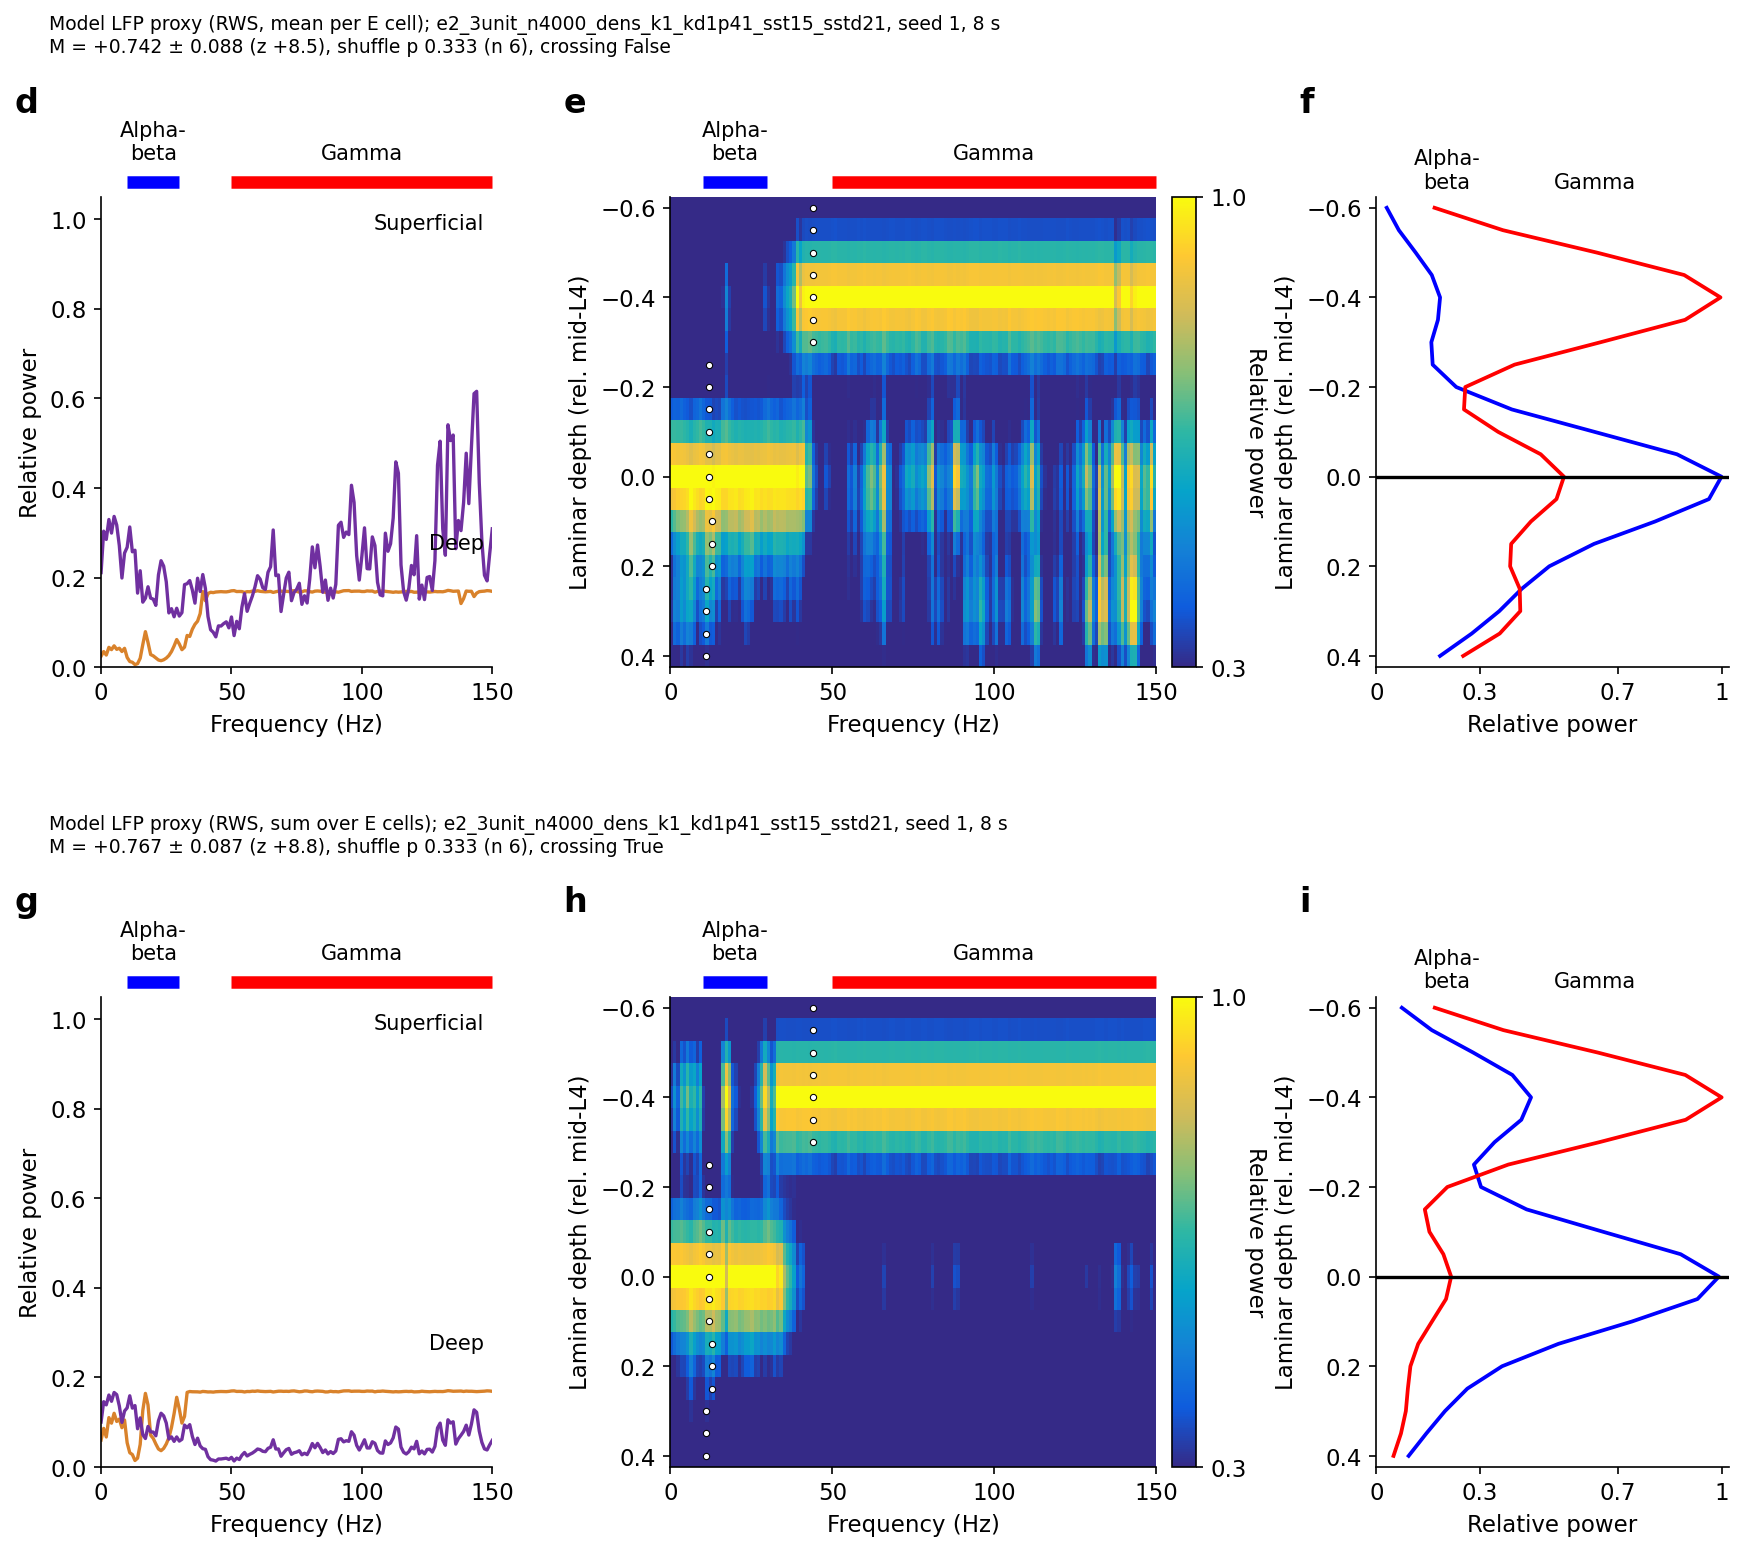 Model LFP proxy (RWS, mean per E cell); e2_3unit_n4000_dens_k1_kd1p41_sst15_sstd21, seed 1, 8 s
M = +0.742 ± 0.088 (z +8.5), shuffle p 0.333 (n 6), crossing False
d
Alpha-
beta
Gamma
Superficial
Deep
Relative power
1.0
0.8
0.6
0.4
0.2
0.0
0
50
100
150
Frequency (Hz)
e
Alpha-
beta
Gamma
Laminar depth (rel. mid-L4)
−0.6
−0.4
−0.2
0.0
0.2
0.4
0
50
100
150
Frequency (Hz)
1.0
0.3
Relative power
f
Alpha-
beta
Gamma
Laminar depth (rel. mid-L4)
−0.6
−0.4
−0.2
0.0
0.2
0.4
0
0.3
0.7
1
Relative power
Model LFP proxy (RWS, sum over E cells); e2_3unit_n4000_dens_k1_kd1p41_sst15_sstd21, seed 1, 8 s
M = +0.767 ± 0.087 (z +8.8), shuffle p 0.333 (n 6), crossing True
g
Alpha-
beta
Gamma
Superficial
Deep
Relative power
1.0
0.8
0.6
0.4
0.2
0.0
0
50
100
150
Frequency (Hz)
h
Alpha-
beta
Gamma
Laminar depth (rel. mid-L4)
−0.6
−0.4
−0.2
0.0
0.2
0.4
0
50
100
150
Frequency (Hz)
1.0
0.3
Relative power
i
Alpha-
beta
Gamma
Laminar depth (rel. mid-L4)
−0.6
−0.4
−0.2
0.0
0.2
0.4
0
0.3
0.7
1
Relative power